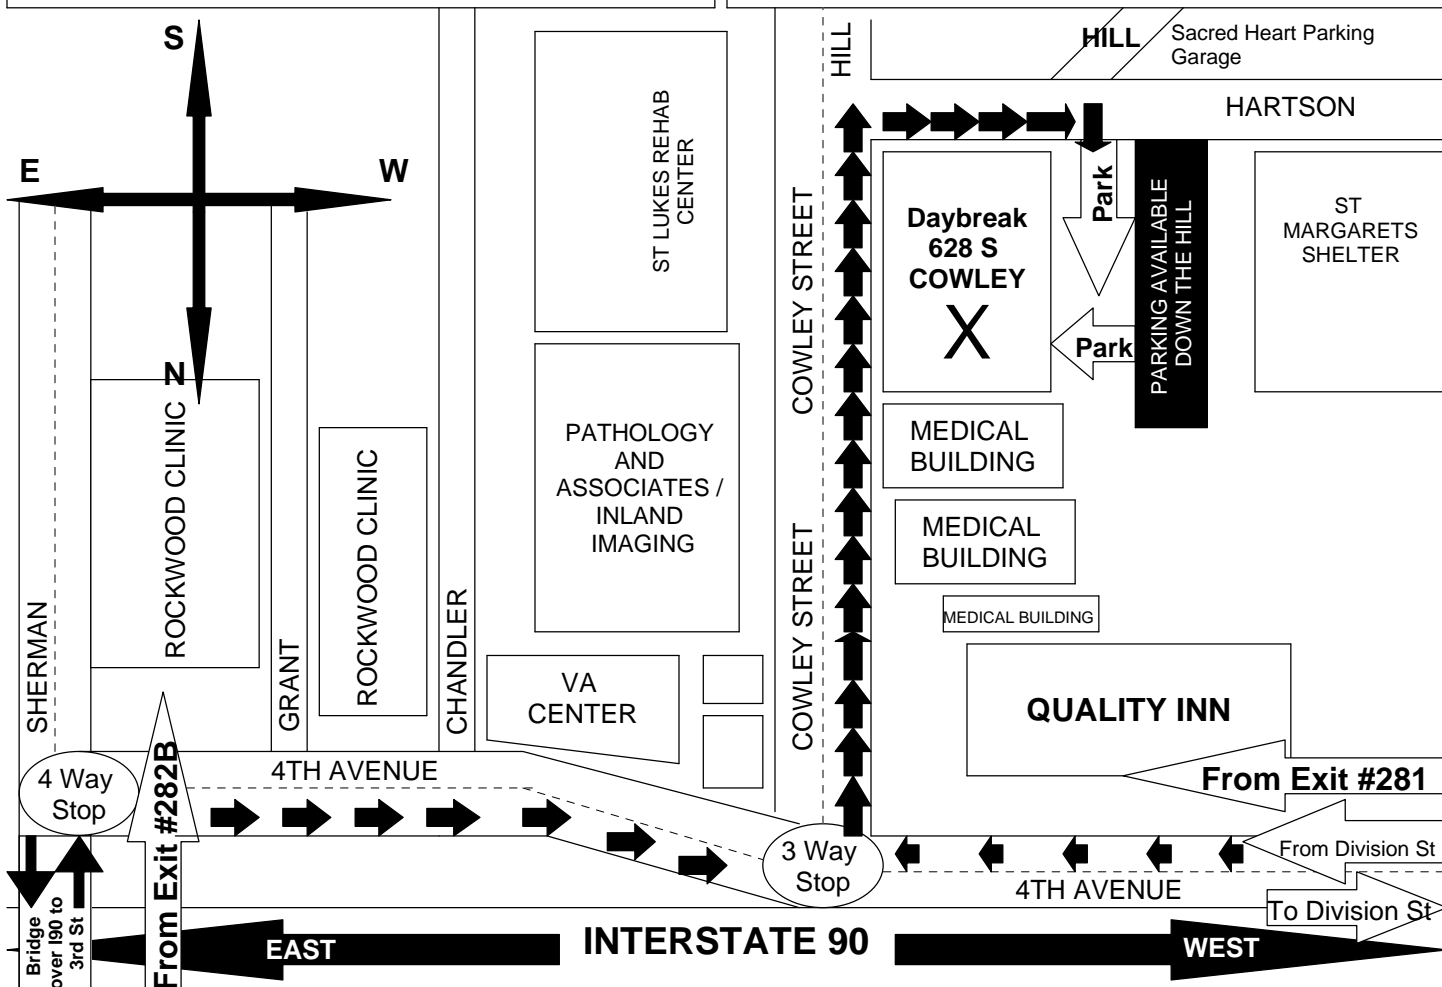 S
E
W
N
HILL
HILL
Sacred Heart Parking
Garage
HARTSON
ST LUKES REHAB
CENTER
COWLEY STREET
Daybreak
628 S
COWLEY
X
Park
Park
PARKING AVAILABLE
DOWN THE HILL
ST
MARGARETS
SHELTER
ROCKWOOD CLINIC
ROCKWOOD CLINIC
PATHOLOGY
AND
ASSOCIATES /
INLAND
IMAGING
MEDICAL
BUILDING
MEDICAL
BUILDING
MEDICAL BUILDING
COWLEY STREET
SHERMAN
GRANT
CHANDLER
VA
CENTER
QUALITY INN
4 Way
Stop
From Exit #282B
4TH AVENUE
From Exit #281
3 Way
Stop
From Division St
4TH AVENUE
To Division St
Bridge
over I90 to
3rd St
EAST
INTERSTATE 90
WEST